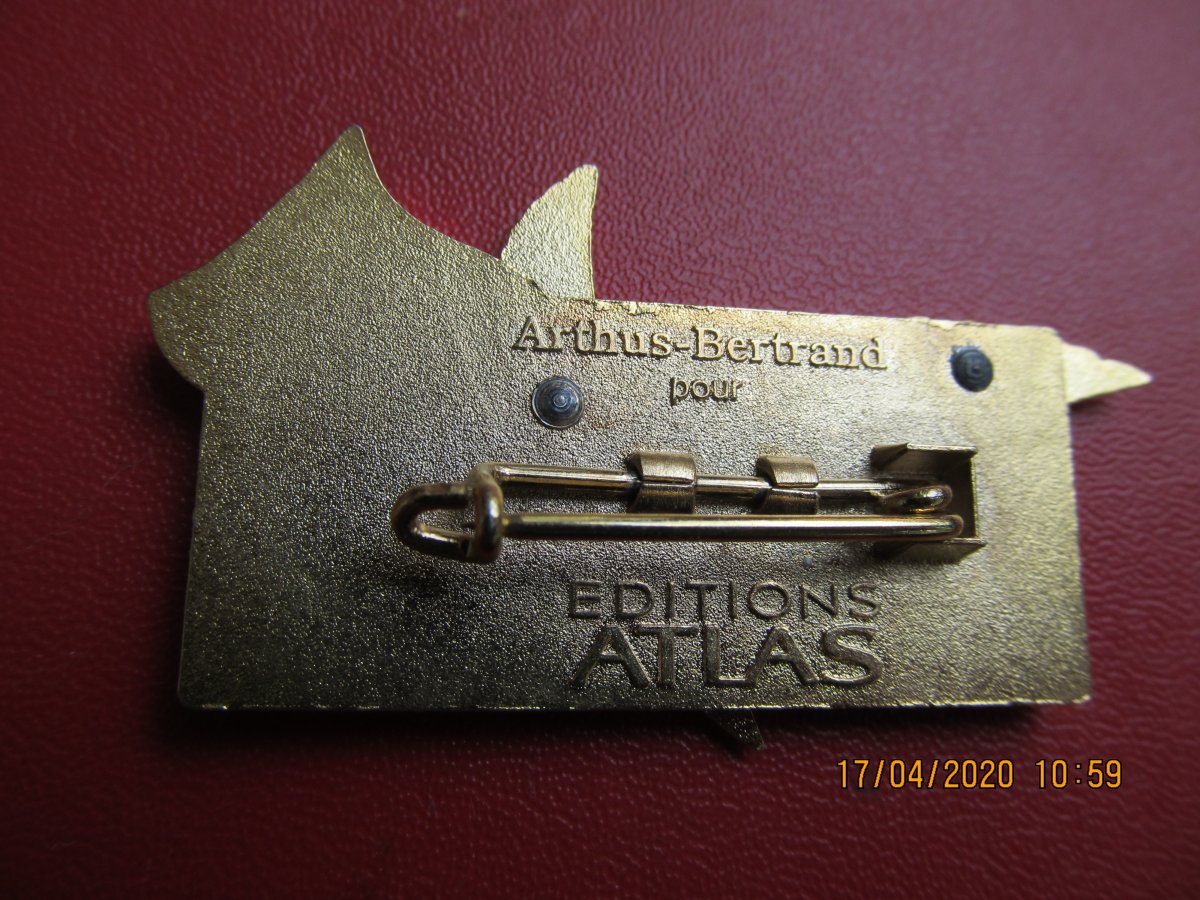 Arthus-Bertrand
pour
EDITIONS
ATLAS
17/04/2020 10:59